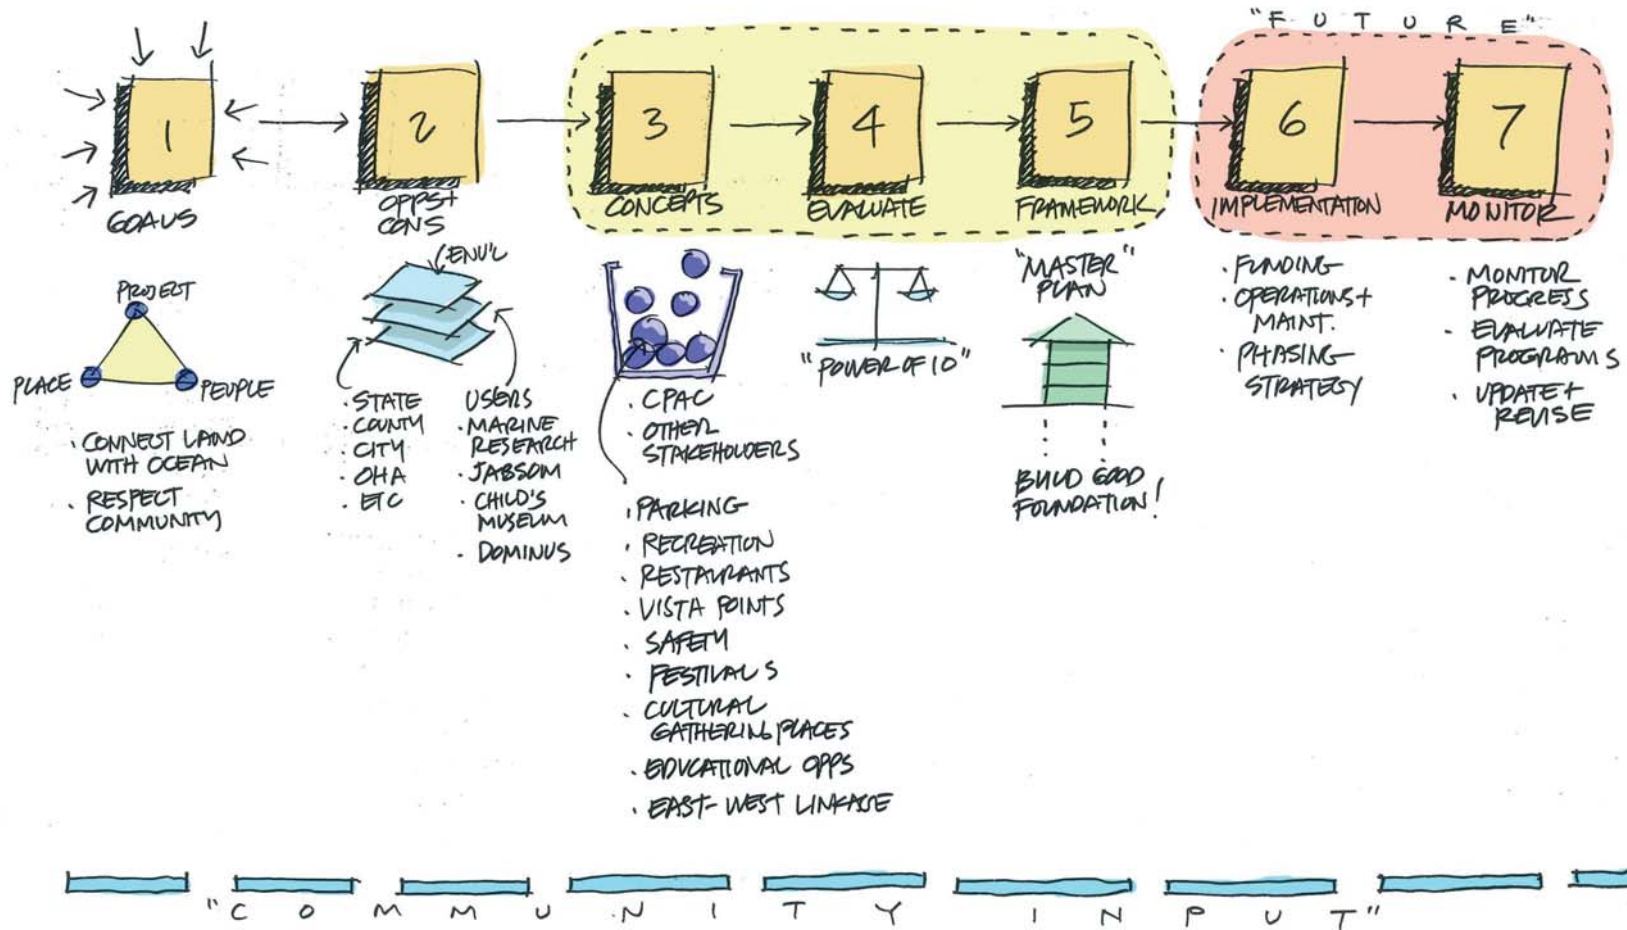 "FUTURE"
1
2
3
4
5
6
7
GOALS
OPPS+
CONS
CONCEPTS
EVALUATE
FRAMEWORK
IMPLEMENTATION
MONITOR
PROJECT
PLACE
PEOPLE
· CONNECT LAND
WITH OCEAN
· RESPECT
COMMUNITY
ENV'L
· STATE
· COUNTY
· CITY
· OHA
· ETC
USERS
· MARINE
RESEARCH
· JABSOM
· CHILD'S
MUSEUM
· DOMINUS
· CPAC
· OTHER
STAKEHOLDERS
· PARKING
· RECREATION
· RESTAURANTS
· VISTA POINTS
· SAFETY
· FESTIVALS
· CULTURAL
GATHERING PLACES
· EDUCATIONAL OPPS
· EAST-WEST LINKAGE
"POWER OF 10"
"MASTER"
PLAN
BUILD GOOD
FOUNDATION!
· FUNDING
· OPERATIONS+
MAINT.
· PHASING
STRATEGY
· MONITOR
PROGRESS
· EVALUATE
PROGRAMS
· UPDATE+
REVISE
"COMMUNITY INPUT"